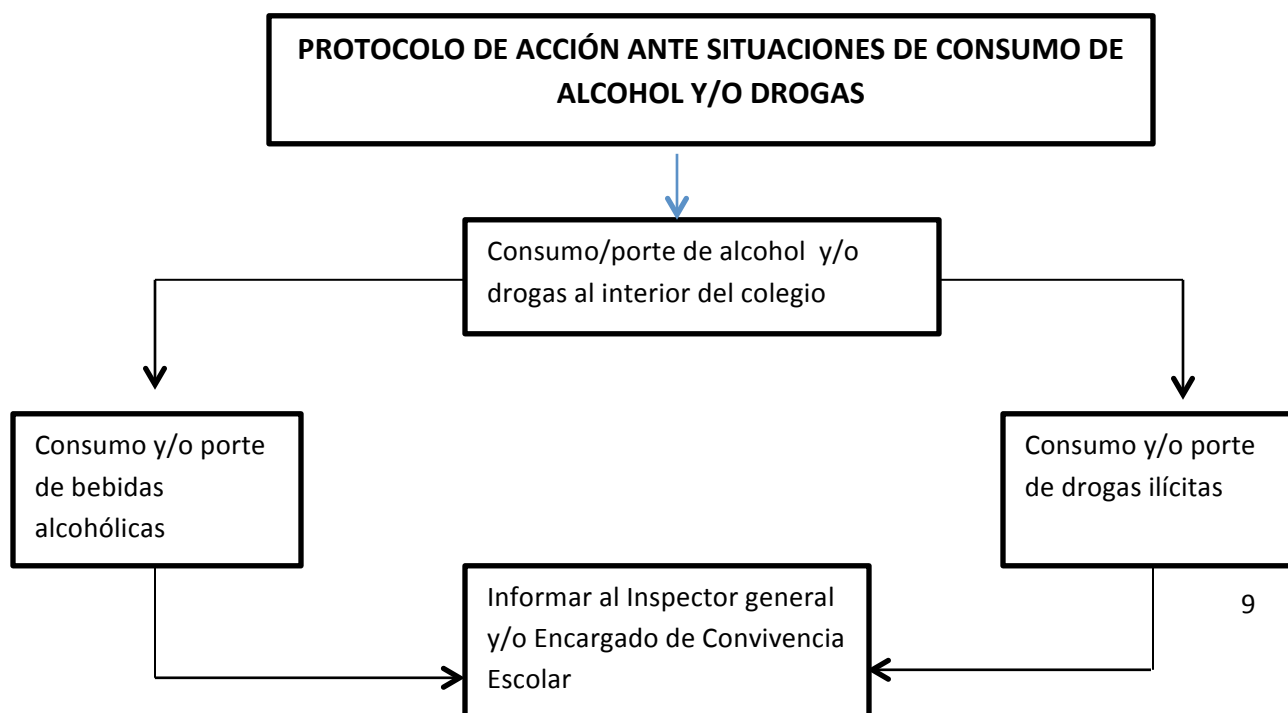 PROTOCOLO DE ACCIÓN ANTE SITUACIONES DE CONSUMO DE
ALCOHOL Y/O DROGAS
Consumo/porte de alcohol y/o
drogas al interior del colegio
Consumo y/o porte
de bebidas
alcohólicas
Consumo y/o porte
de drogas ilícitas
Informar al Inspector general
y/o Encargado de Convivencia
Escolar
9